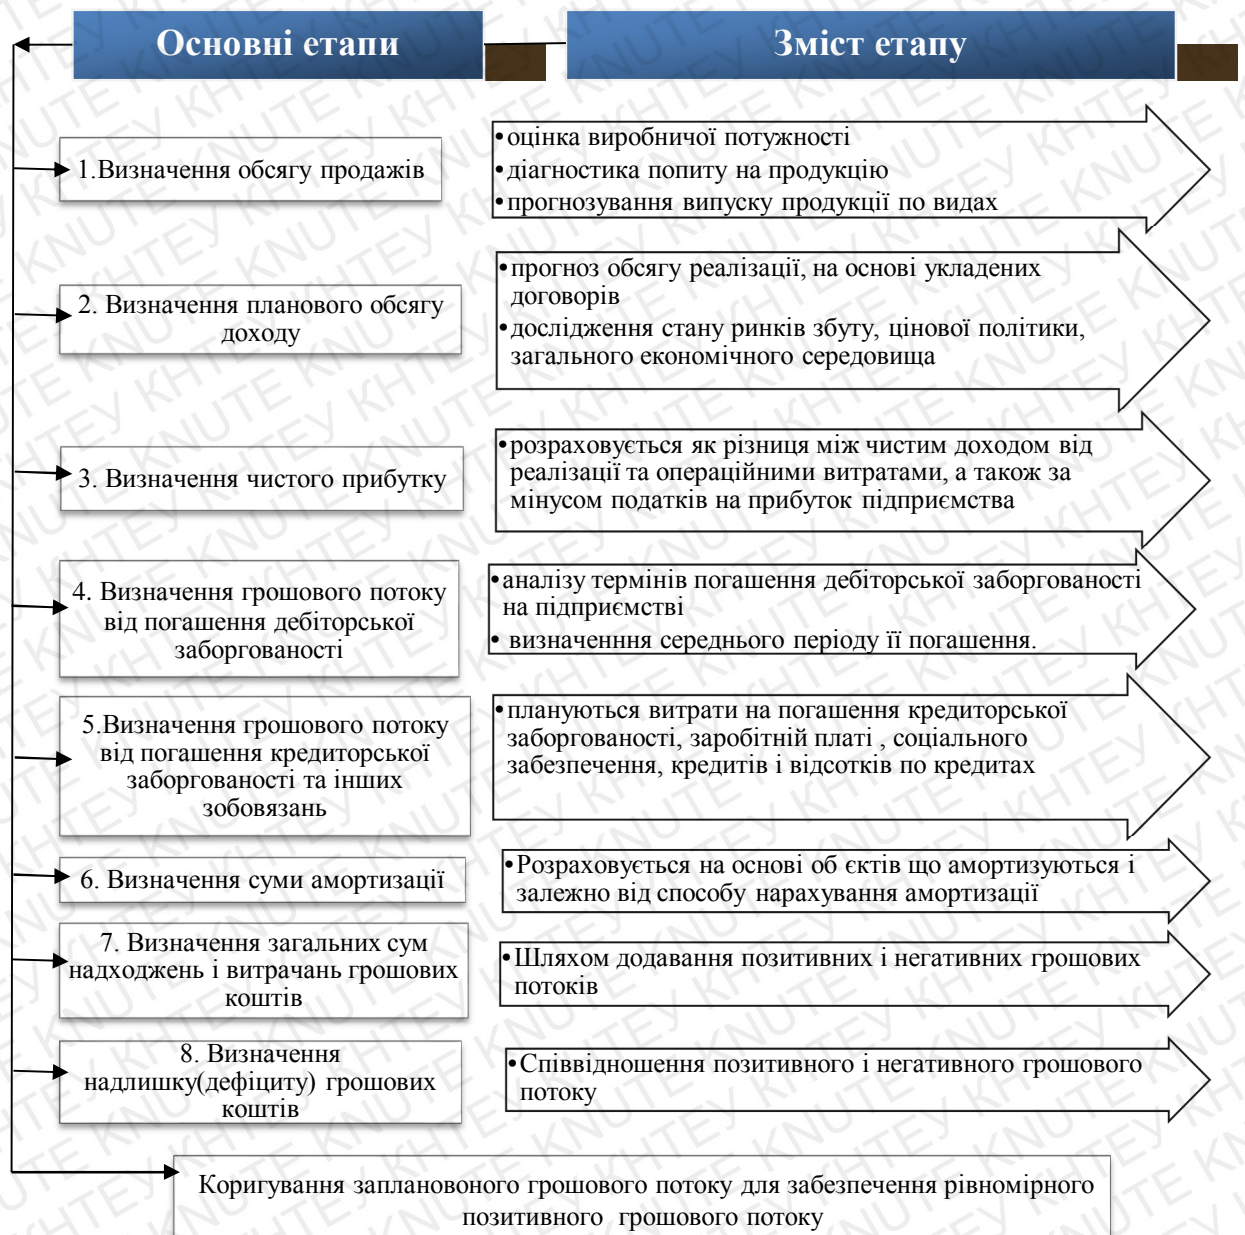 Основні етапи
Зміст етапу
1.Визначення обсягу продажів
•оцінка виробничої потужності
•діагностика попиту на продукцію
•прогнозування випуску продукції по видах
2. Визначення планового обсягу
доходу
•прогноз обсягу реалізації, на основі укладених
договорів
•дослідження стану ринків збуту, цінової політики,
загального економічного середовища
3. Визначення чистого прибутку
•розраховується як різниця між чистим доходом від
реалізації та операційними витратами, а також за
мінусом податків на прибуток підприємства
4. Визначення грошового потоку
від погашення дебіторської
заборгованості
•аналізу термінів погашення дебіторської заборгованості
на підприємстві
• визначенння середнього періоду її погашення.
5.Визначення грошового потоку
від погашення кредиторської
заборгованості та інших
зобовязань
•плануються витрати на погашення кредиторської
заборгованості, заробітній платі , соціального
забезпечення, кредитів і відсотків по кредитах
6. Визначення суми амортизації
•Розраховується на основі об єктів що амортизуються і
залежно від способу нарахування амортизації
7. Визначення загальних сум
надходжень і витрачань грошових
коштів
•Шляхом додавання позитивних і негативних грошових
потоків
8. Визначення
надлишку(дефіциту) грошових
коштів
•Співвідношення позитивного і негативного грошового
потоку
Коригування заплановоного грошового потоку для забезпечення рівномірного
позитивного грошового потоку